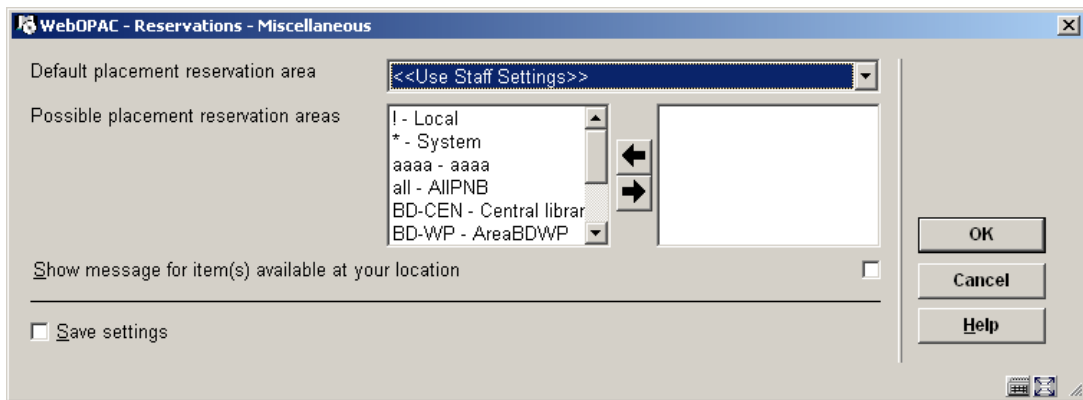 WebOPAC - Reservations - Miscellaneous
Default placement reservation area
<<Use Staff Settings>>
Possible placement reservation areas
! - Local
* - System
aaaa - aaaa
all - AllPNB
BD-CEN - Central librar
BD-WP - AreaBDWP
OK
Show message for item(s) available at your location
Cancel
Save settings
Help